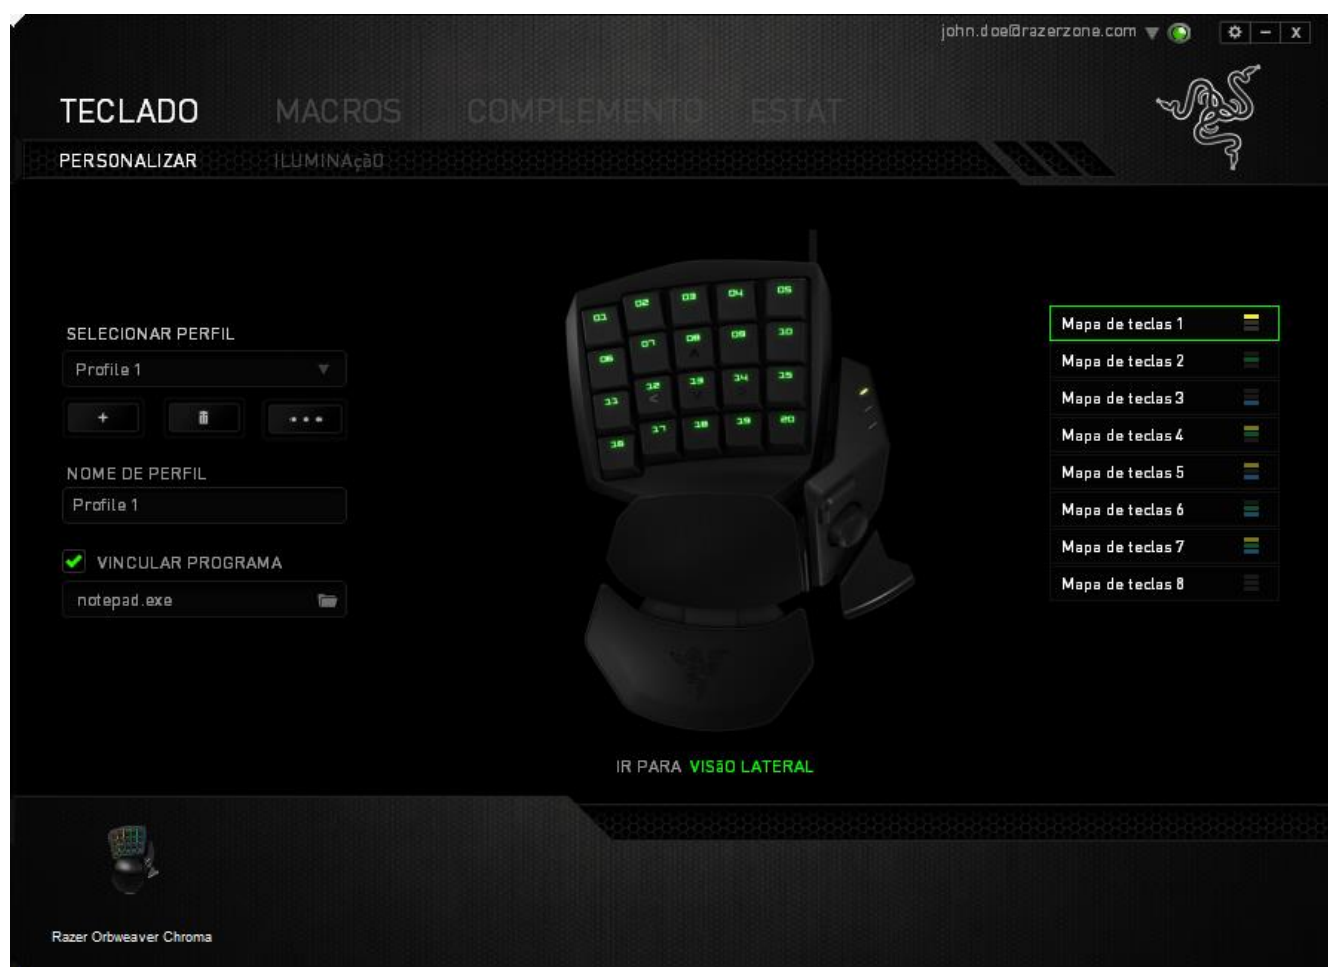 john.doe@razerzone.com
TECLADO MACROS COMPLEMENTO ESTAT
PERSONALIZAR ILUMINAção
SELECIONAR PERFIL
Profile 1
NOME DE PERFIL
Profile 1
VINCULAR PROGRAMA
notepad.exe
01 02 03 04 05
06 07 08 09 10
11 12 13 14 15
16 17 18 19 20
Mapa de teclas 1
Mapa de teclas 2
Mapa de teclas 3
Mapa de teclas 4
Mapa de teclas 5
Mapa de teclas 6
Mapa de teclas 7
Mapa de teclas 8
IR PARA VISãO LATERAL
Razer Orbweaver Chroma